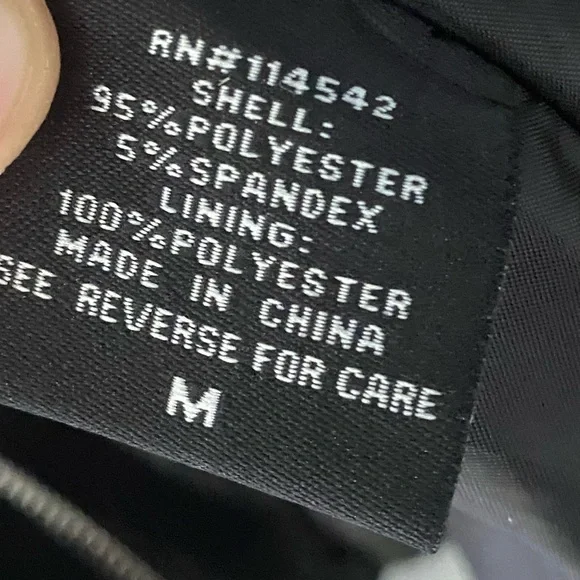 RN#114542
SHELL:
95%POLYESTER
5%SPANDEX
LINING:
100%POLYESTER
MADE IN CHINA
SEE REVERSE FOR CARE
M